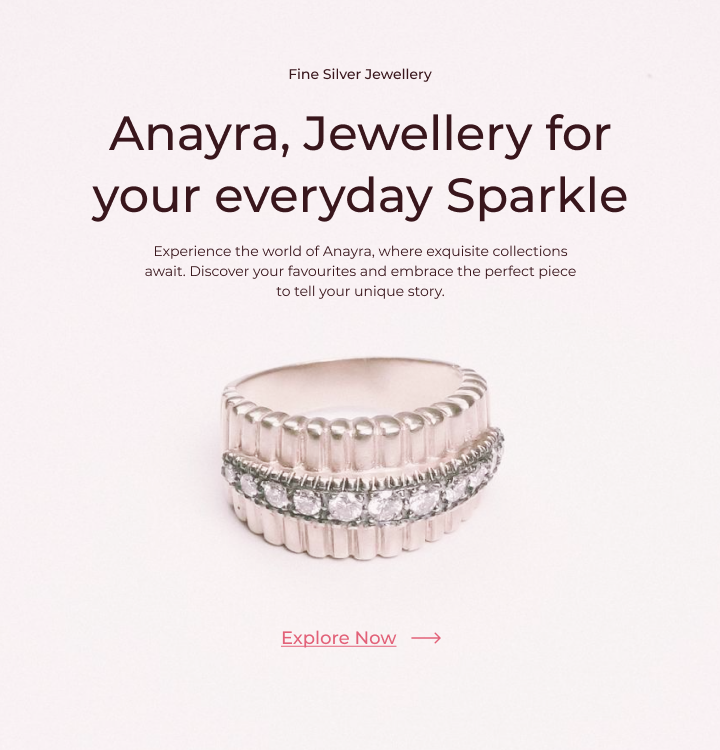 Fine Silver Jewellery
Anayra, Jewellery for
your everyday Sparkle
Experience the world of Anayra, where exquisite collections
await. Discover your favourites and embrace the perfect piece
to tell your unique story.
Explore Now